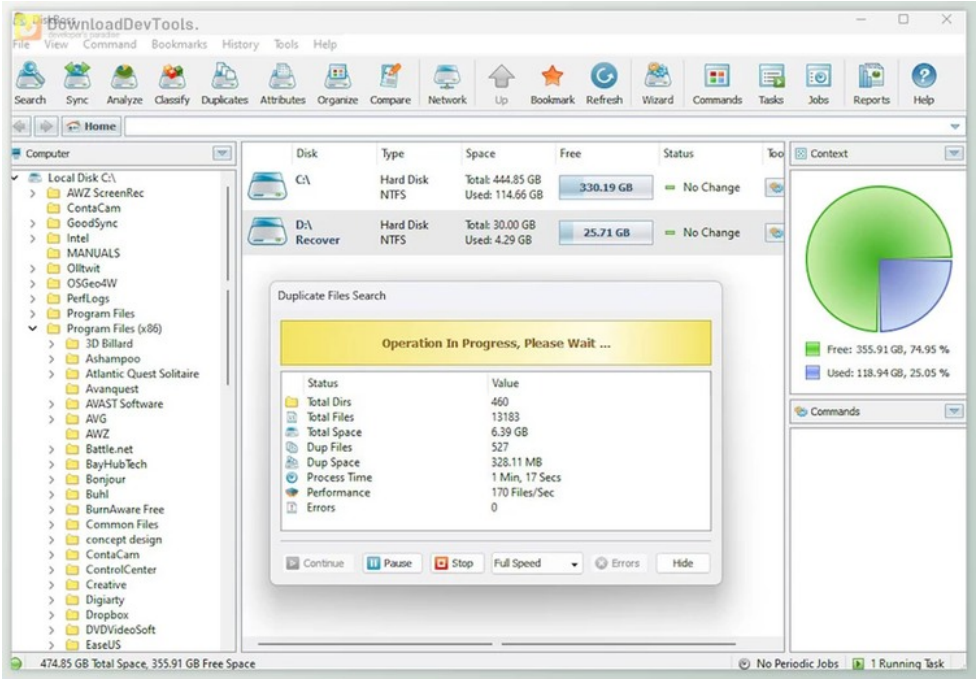 DiskBoss
DownloadDevTools.
developer's paradise
File View Command Bookmarks History Tools Help
Search Sync Analyze Classify Duplicates Attributes Organize Compare Network Up Bookmark Refresh Wizard Commands Tasks Jobs Reports Help
Home
Computer
Local Disk C:\
AWZ ScreenRec
ContaCam
GoodSync
Intel
MANUALS
Olltwit
OSGeo4W
PerfLogs
Program Files
Program Files (x86)
3D Billard
Ashampoo
Atlantic Quest Solitaire
Avanquest
AVAST Software
AVG
AWZ
Battle.net
BayHubTech
Bonjour
Buhl
BurnAware Free
Common Files
concept design
ContaCam
ControlCenter
Creative
Digiarty
Dropbox
DVDVideoSoft
EaseUS
Disk Type Space Free Status Too
C:\ Hard Disk NTFS Total: 444.85 GB Used: 114.66 GB 330.19 GB No Change
D:\ Recover Hard Disk NTFS Total: 30.00 GB Used: 4.29 GB 25.71 GB No Change
Duplicate Files Search
Operation In Progress, Please Wait ...
Status Value
Total Dirs 460
Total Files 13183
Total Space 6.39 GB
Dup Files 527
Dup Space 328.11 MB
Process Time 1 Min, 17 Secs
Performance 170 Files/Sec
Errors 0
Continue Pause Stop Full Speed Errors Hide
Context
Free: 355.91 GB, 74.95 %
Used: 118.94 GB, 25.05 %
Commands
474.85 GB Total Space, 355.91 GB Free Space No Periodic Jobs 1 Running Task